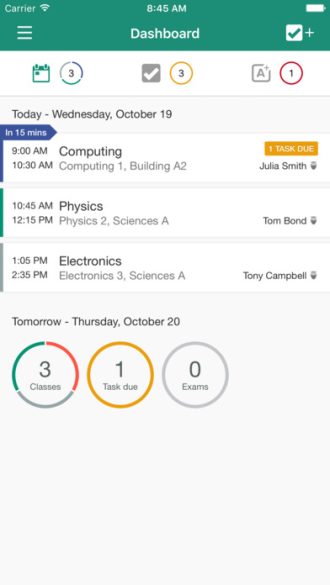 Carrier 8:45 AM
Dashboard
3 3 A+ 1
Today - Wednesday, October 19
In 15 mins
9:00 AM Computing 1 TASK DUE
10:30 AM Computing 1, Building A2 Julia Smith
10:45 AM Physics
12:15 PM Physics 2, Sciences A Tom Bond
1:05 PM Electronics
2:35 PM Electronics 3, Sciences A Tony Campbell
Tomorrow - Thursday, October 20
3 1 0
Classes Task due Exams